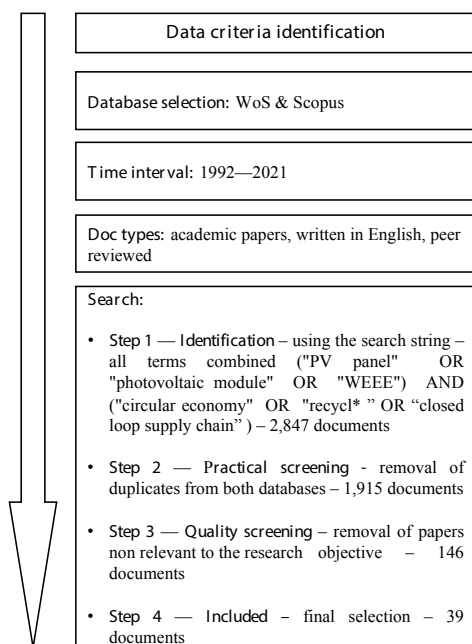 Data criteria identification
Database selection: WoS & Scopus
Time interval: 1992—2021
Doc types: academic papers, written in English, peer
reviewed
Search:
• Step 1 — Identification – using the search string –
all terms combined ("PV panel" OR
"photovoltaic module" OR "WEEE") AND
("circular economy" OR "recycl* ” OR “closed
loop supply chain” ) – 2,847 documents
• Step 2 — Practical screening - removal of
duplicates from both databases – 1,915 documents
• Step 3 — Quality screening – removal of papers
non relevant to the research objective – 146
documents
• Step 4 — Included – final selection – 39
documents